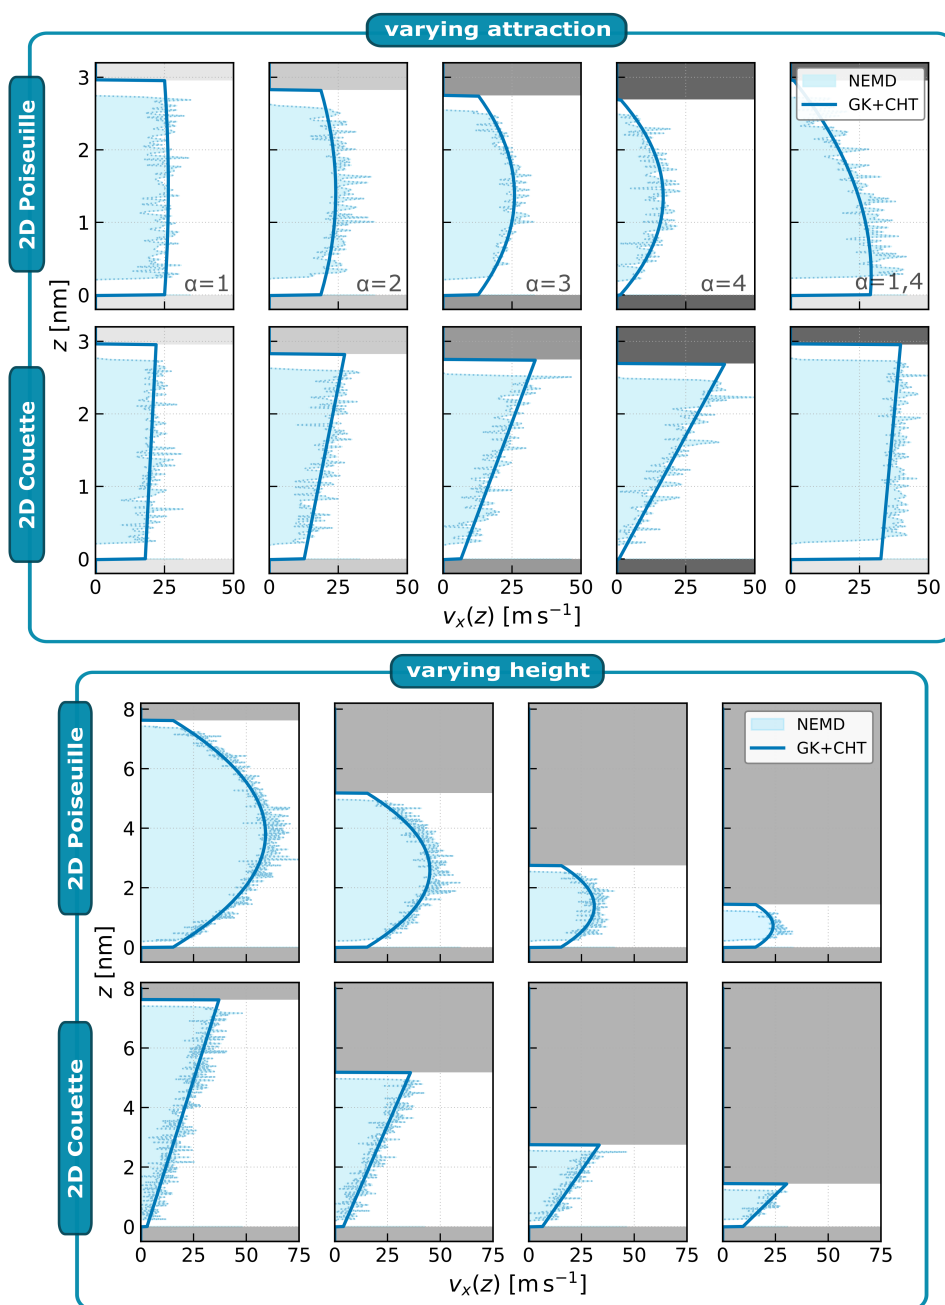 varying attraction
2D Poiseuille
3
2
1
0
z [nm]
α=1
α=2
α=3
α=4
α=1,4
NEMD
GK+CHT
2D Couette
3
2
1
0
0 25 50
0 25 50
0 25 50
0 25 50
0 25 50
vₓ(z) [m s⁻¹]
varying height
2D Poiseuille
8
6
4
2
0
z [nm]
NEMD
GK+CHT
2D Couette
8
6
4
2
0
0 25 50 75
0 25 50 75
0 25 50 75
0 25 50 75
vₓ(z) [m s⁻¹]